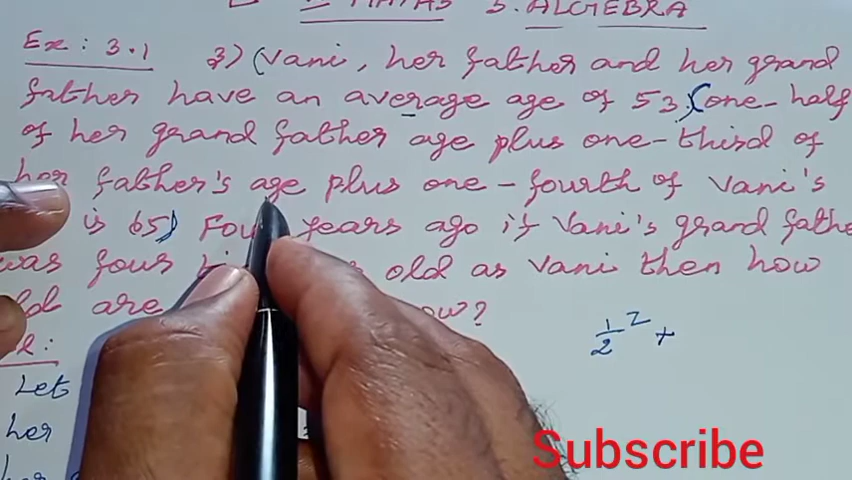 MATHS 3. ALGEBRA
Ex: 3.1 3) (Vani, her father and her grand
father have an average age of 53, (one-half
of her grand father age plus one-third of
her father's age plus one-fourth of Vani's
is 65) Four years ago if Vani's grand fathe
was four old as Vani then how
old are now?
1/2 z +
Let
her
her
Subscribe